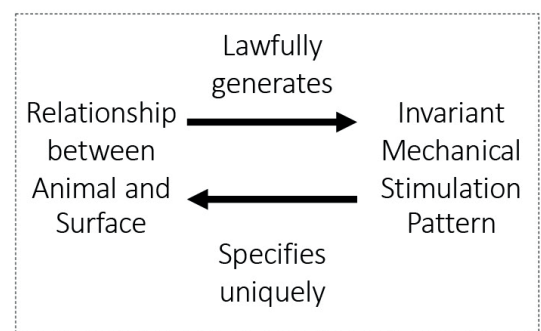 Lawfully
generates
Relationship
between
Animal and
Surface
Invariant
Mechanical
Stimulation
Pattern
Specifies
uniquely